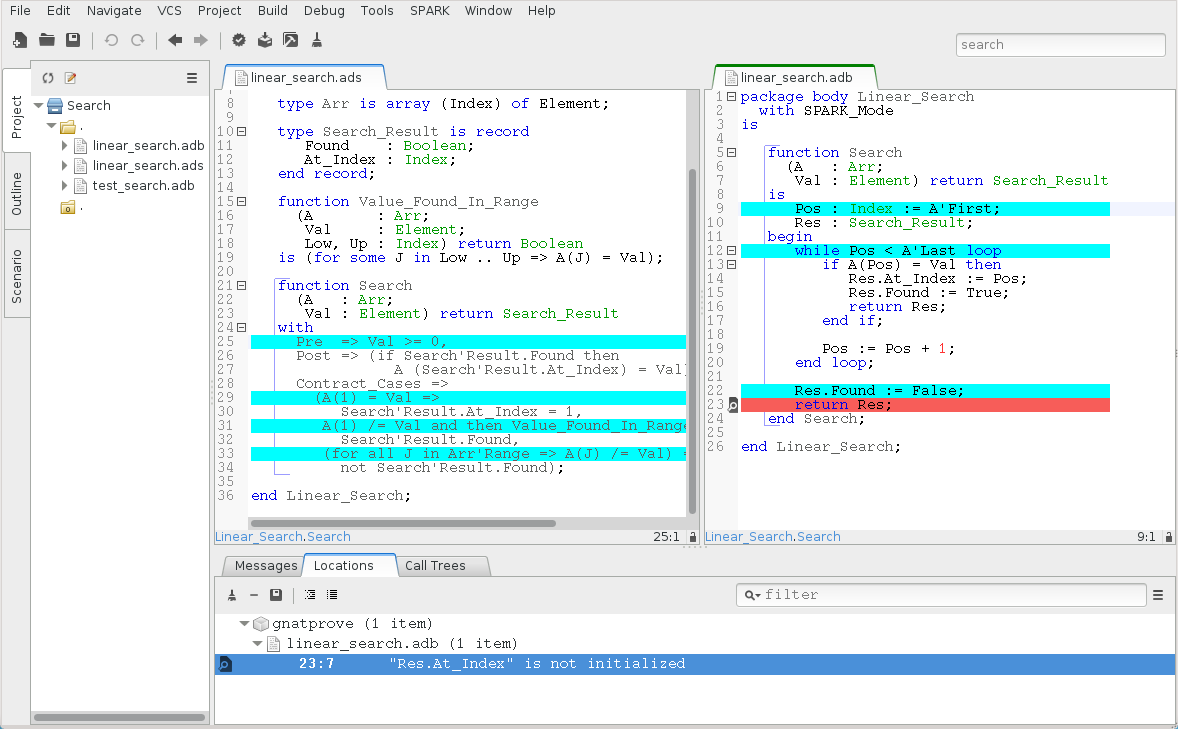 File Edit Navigate VCS Project Build Debug Tools SPARK Window Help
search
Project
Outline
Scenario
Search
.
linear_search.adb
linear_search.ads
test_search.adb
.
linear_search.ads
8 type Arr is array (Index) of Element;
9
10 type Search_Result is record
11 Found : Boolean;
12 At_Index : Index;
13 end record;
14
15 function Value_Found_In_Range
16 (A : Arr;
17 Val : Element;
18 Low, Up : Index) return Boolean
19 is (for some J in Low .. Up => A(J) = Val);
20
21 function Search
22 (A : Arr;
23 Val : Element) return Search_Result
24 with
25 Pre => Val >= 0,
26 Post => (if Search'Result.Found then
27 A (Search'Result.At_Index) = Val)
28 Contract_Cases =>
29 (A(1) = Val =>
30 Search'Result.At_Index = 1,
31 A(1) /= Val and then Value_Found_In_Range
32 Search'Result.Found,
33 (for all J in Arr'Range => A(J) /= Val) =
34 not Search'Result.Found);
35
36 end Linear_Search;
Linear_Search.Search 25:1
linear_search.adb
1 package body Linear_Search
2 with SPARK_Mode
3 is
4
5 function Search
6 (A : Arr;
7 Val : Element) return Search_Result
8 is
9 Pos : Index := A'First;
10 Res : Search_Result;
11 begin
12 while Pos < A'Last loop
13 if A(Pos) = Val then
14 Res.At_Index := Pos;
15 Res.Found := True;
16 return Res;
17 end if;
18
19 Pos := Pos + 1;
20 end loop;
21
22 Res.Found := False;
23 return Res;
24 end Search;
25
26 end Linear_Search;
Linear_Search.Search 9:1
Messages Locations Call Trees
filter
gnatprove (1 item)
linear_search.adb (1 item)
23:7 "Res.At_Index" is not initialized